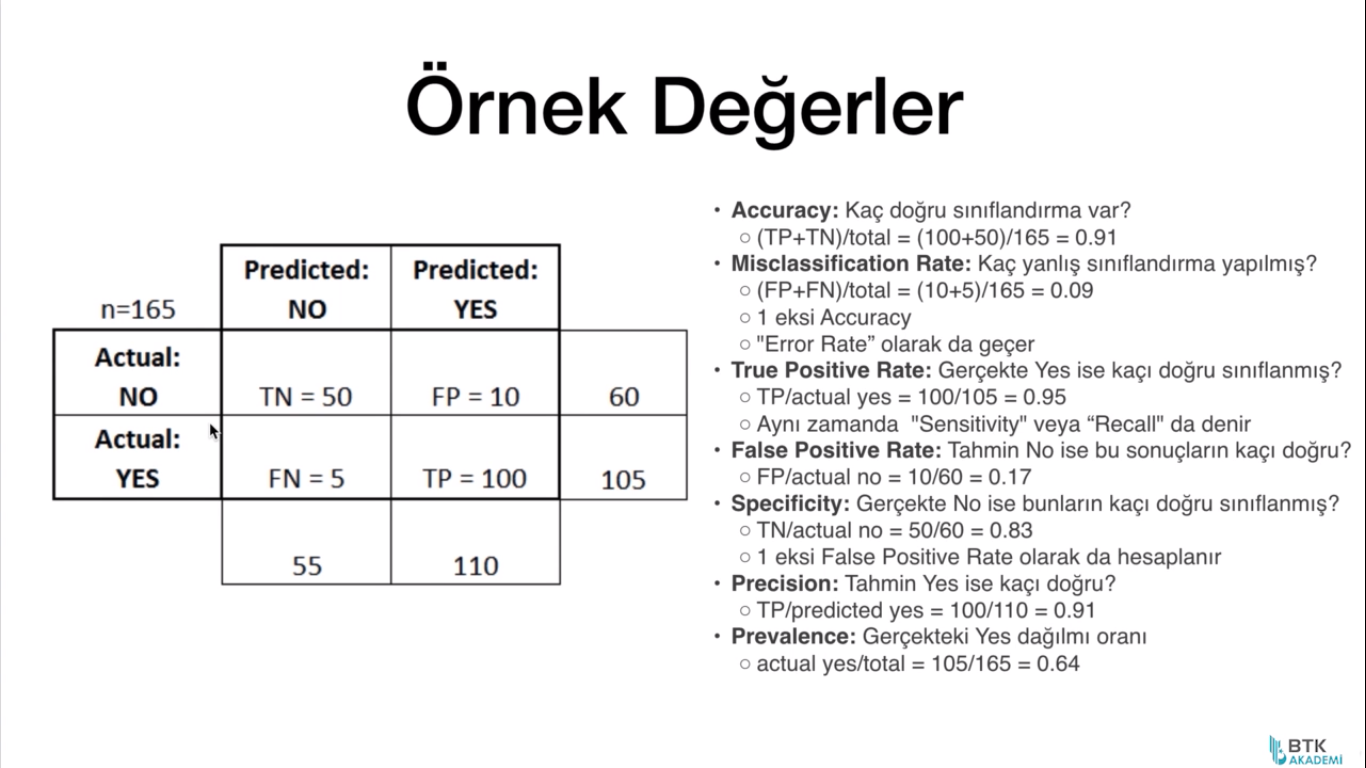 Örnek Değerler
n=165
Predicted:
NO
Predicted:
YES
Actual:
NO
TN = 50
FP = 10
60
Actual:
YES
FN = 5
TP = 100
105
55
110
• Accuracy: Kaç doğru sınıflandırma var?
○ (TP+TN)/total = (100+50)/165 = 0.91
• Misclassification Rate: Kaç yanlış sınıflandırma yapılmış?
○ (FP+FN)/total = (10+5)/165 = 0.09
○ 1 eksi Accuracy
○ "Error Rate” olarak da geçer
• True Positive Rate: Gerçekte Yes ise kaçı doğru sınıflanmış?
○ TP/actual yes = 100/105 = 0.95
○ Aynı zamanda "Sensitivity" veya “Recall" da denir
• False Positive Rate: Tahmin No ise bu sonuçların kaçı doğru?
○ FP/actual no = 10/60 = 0.17
• Specificity: Gerçekte No ise bunların kaçı doğru sınıflanmış?
○ TN/actual no = 50/60 = 0.83
○ 1 eksi False Positive Rate olarak da hesaplanır
• Precision: Tahmin Yes ise kaçı doğru?
○ TP/predicted yes = 100/110 = 0.91
• Prevalence: Gerçekteki Yes dağılmı oranı
○ actual yes/total = 105/165 = 0.64
BTK
AKADEMİ